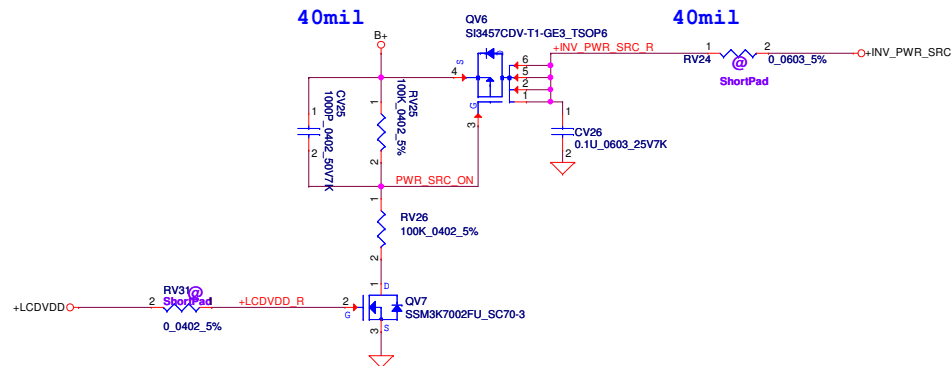 40mil
40mil
QV6
SI3457CDV-T1-GE3_TSOP6
B+
+INV_PWR_SRC_R
1
2
0_0603_5%
+INV_PWR_SRC
RV24
@
ShortPad
S
4
6
5
2
1
G
3
1
CV25
1000P_0402_50V7K
2
1
RV25
100K_0402_5%
2
1
CV26
0.1U_0603_25V7K
2
PWR_SRC_ON
1
RV26
100K_0402_5%
2
1
D
RV31
@
ShortPad
+LCDVDD
2
1
+LCDVDD_R
2
G
QV7
SSM3K7002FU_SC70-3
0_0402_5%
3
S